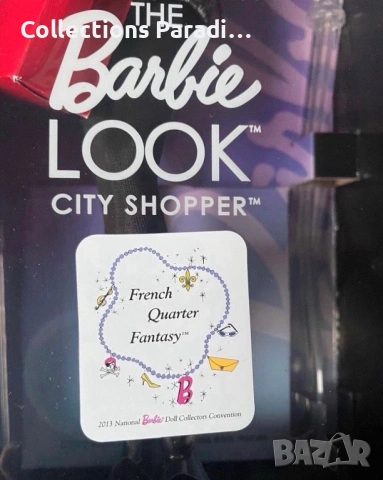 THE
Collections Paradi...
Barbie
LOOK™
CITY SHOPPER™
French
Quarter
Fantasy™
B
2013 National Barbie Doll Collectors Convention
BAZAR